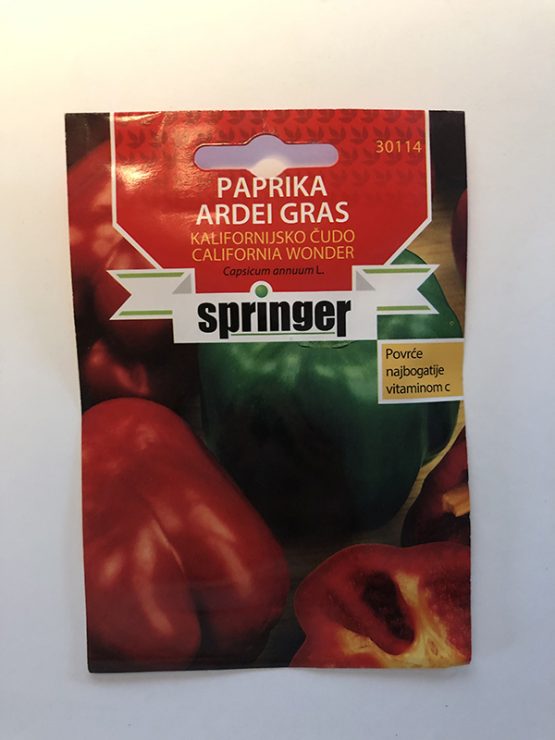 30114
PAPRIKA
ARDEI GRAS
KALIFORNIJSKO ČUDO
CALIFORNIA WONDER
Capsicum annuum L.
springer
Povrće
najbogatije
vitaminom c